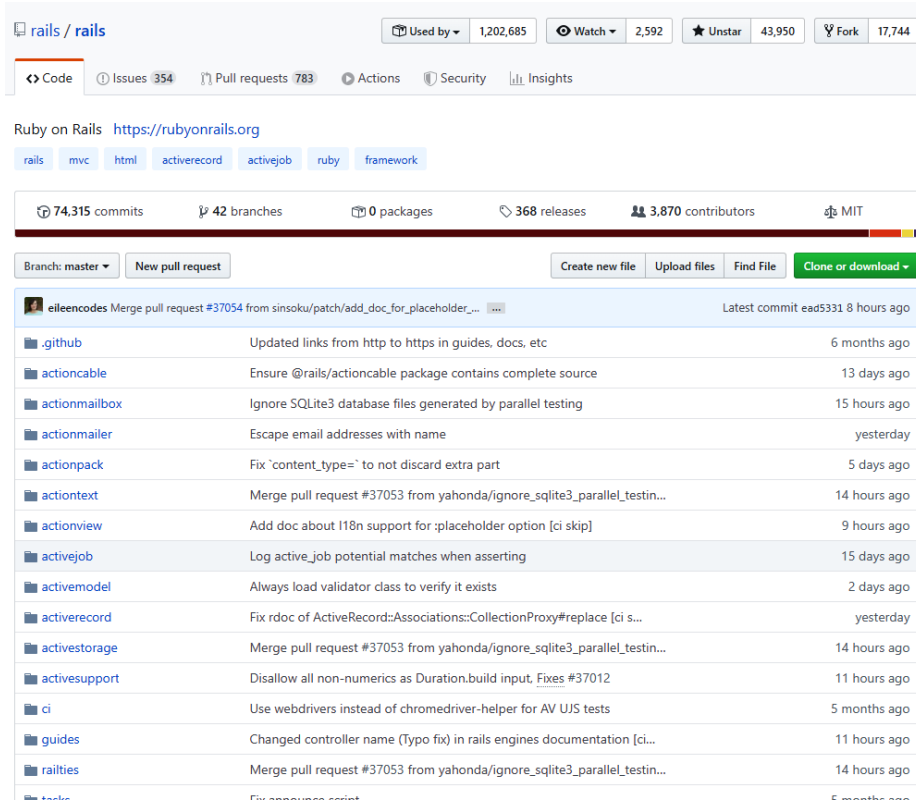 rails / rails Used by 1,202,685 Watch 2,592 Unstar 43,950 Fork 17,744
Code Issues 354 Pull requests 783 Actions Security Insights
Ruby on Rails https://rubyonrails.org
rails mvc html activerecord activejob ruby framework
74,315 commits 42 branches 0 packages 368 releases 3,870 contributors MIT
Branch: master New pull request Create new file Upload files Find File Clone or download
eileencodes Merge pull request #37054 from sinsoku/patch/add_doc_for_placeholder_... ... Latest commit ead5331 8 hours ago
.github Updated links from http to https in guides, docs, etc 6 months ago
actioncable Ensure @rails/actioncable package contains complete source 13 days ago
actionmailbox Ignore SQLite3 database files generated by parallel testing 15 hours ago
actionmailer Escape email addresses with name yesterday
actionpack Fix `content_type=` to not discard extra part 5 days ago
actiontext Merge pull request #37053 from yahonda/ignore_sqlite3_parallel_testin... 14 hours ago
actionview Add doc about I18n support for :placeholder option [ci skip] 9 hours ago
activejob Log active_job potential matches when asserting 15 days ago
activemodel Always load validator class to verify it exists 2 days ago
activerecord Fix rdoc of ActiveRecord::Associations::CollectionProxy#replace [ci s... yesterday
activestorage Merge pull request #37053 from yahonda/ignore_sqlite3_parallel_testin... 14 hours ago
activesupport Disallow all non-numerics as Duration.build input, Fixes #37012 11 hours ago
ci Use webdrivers instead of chromedriver-helper for AV UJS tests 5 months ago
guides Changed controller name (Typo fix) in rails engines documentation [ci... 11 hours ago
railties Merge pull request #37053 from yahonda/ignore_sqlite3_parallel_testin... 14 hours ago
tasks Fix announce script 5 months ago